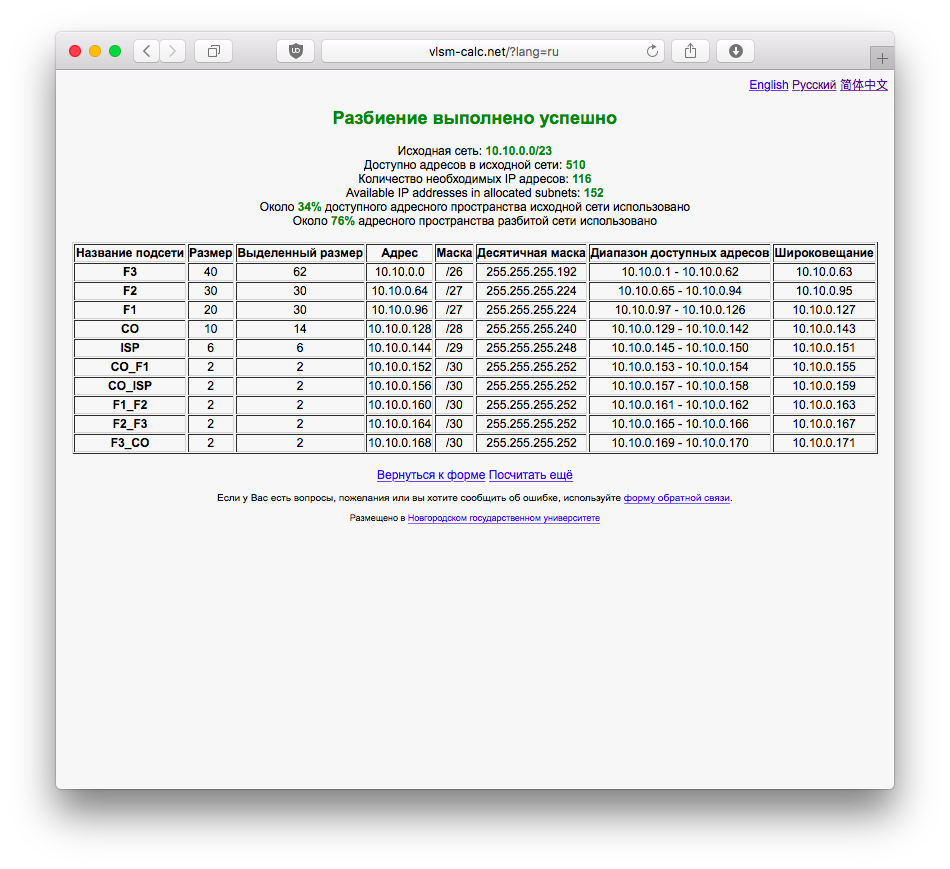 vlsm-calc.net/?lang=ru
English Русский 简体中文
Разбиение выполнено успешно
Исходная сеть: 10.10.0.0/23
Доступно адресов в исходной сети: 510
Количество необходимых IP адресов: 116
Available IP addresses in allocated subnets: 152
Около 34% доступного адресного пространства исходной сети использовано
Около 76% адресного пространства разбитой сети использовано
Название подсети Размер Выделенный размер Адрес Маска Десятичная маска Диапазон доступных адресов Широковещание
F3 40 62 10.10.0.0 /26 255.255.255.192 10.10.0.1 - 10.10.0.62 10.10.0.63
F2 30 30 10.10.0.64 /27 255.255.255.224 10.10.0.65 - 10.10.0.94 10.10.0.95
F1 20 30 10.10.0.96 /27 255.255.255.224 10.10.0.97 - 10.10.0.126 10.10.0.127
CO 10 14 10.10.0.128 /28 255.255.255.240 10.10.0.129 - 10.10.0.142 10.10.0.143
ISP 6 6 10.10.0.144 /29 255.255.255.248 10.10.0.145 - 10.10.0.150 10.10.0.151
CO_F1 2 2 10.10.0.152 /30 255.255.255.252 10.10.0.153 - 10.10.0.154 10.10.0.155
CO_ISP 2 2 10.10.0.156 /30 255.255.255.252 10.10.0.157 - 10.10.0.158 10.10.0.159
F1_F2 2 2 10.10.0.160 /30 255.255.255.252 10.10.0.161 - 10.10.0.162 10.10.0.163
F2_F3 2 2 10.10.0.164 /30 255.255.255.252 10.10.0.165 - 10.10.0.166 10.10.0.167
F3_CO 2 2 10.10.0.168 /30 255.255.255.252 10.10.0.169 - 10.10.0.170 10.10.0.171
Вернуться к форме Посчитать ещё
Если у Вас есть вопросы, пожелания или вы хотите сообщить об ошибке, используйте форму обратной связи.
Размещено в Новгородском государственном университете